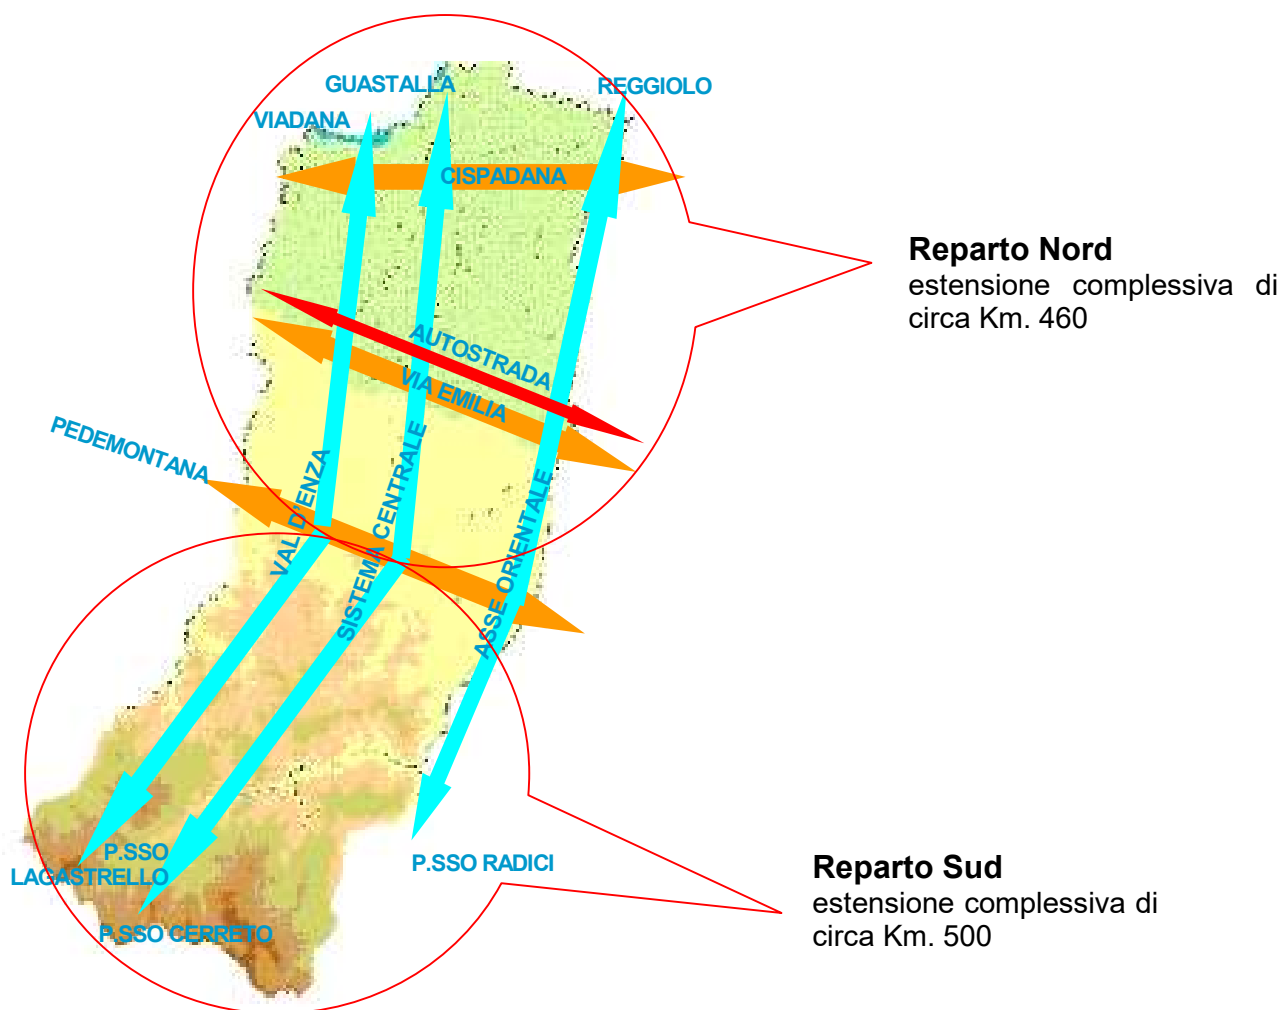 GUASTALLA
REGGIOLO
VIADANA
CISPADANA
Reparto Nord
estensione complessiva di
circa Km. 460
AUTOSTRADA
VIA EMILIA
PEDEMONTANA
VAL D'ENZA
SISTEMA CENTRALE
ASSE ORIENTALE
P.SSO
LAGASTRELLO
P.SSO RADICI
P.SSO CERRETO
Reparto Sud
estensione complessiva di
circa Km. 500